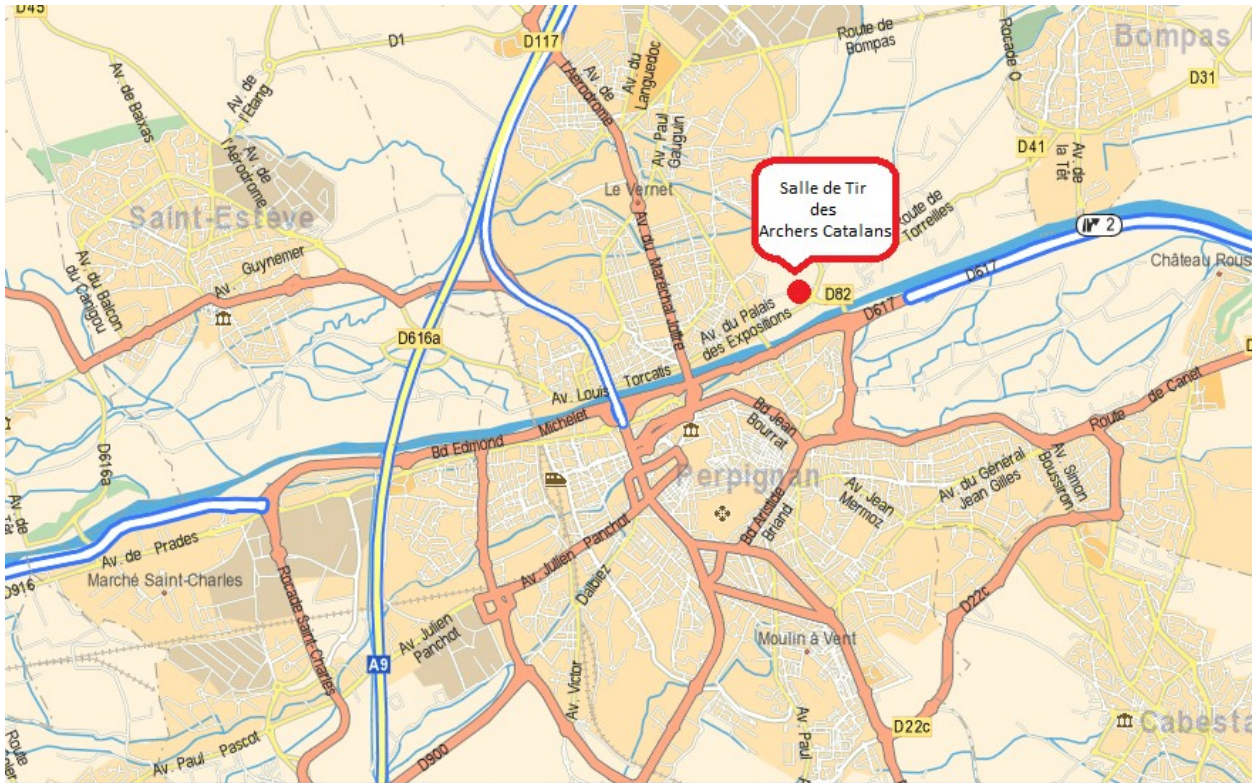 D45
D1
D117
Av. de
l'Aérodrome
Av. du
Languedoc
Route de
Bompas
Rocade O
Bompas
D31
Av. de Baixas
Av. de
l'Etang
Av. de
l'Aérodrome
Av. Paul
Gauguin
D41
Av. de
la Têt
Le Vernet
Salle de Tir
des
Archers Catalans
Route de
Torreilles
2
Saint-Estève
Guynemer
Av
Av. du Balcon
du Canigou
Av. du Maréchal Joffre
D617
Château Rous
D82
D617
D616a
Av. du Palais
des Expositions
Av. Louis Torcatis
Bd Edmond Michelet
Bd Jean
Bourrat
Route de Canet
D616a
Perpignan
Av. Jean
Mermoz
Av. du Général
Jean Gilles
Av. Simon
Boussiron
Bd Aristide
Briand
Av. de Prades
D916
Marché Saint-Charles
Av. Julien Panchot
Dalbiez
D22c
Rocade Saint-Charles
Av. Julien
Panchot
Moulin à Vent
A9
Av. Victor
Av. Paul
D22c
Cabesta
Route
Av. Paul Pascot
D900